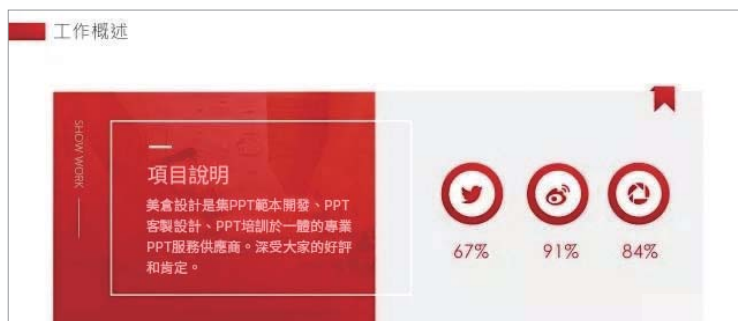 工作概述
SHOW WORK
項目說明
美倉設計是集PPT範本開發、PPT
客製設計、PPT培訓於一體的專業
PPT服務供應商。深受大家的好評
和肯定。
67% 91% 84%